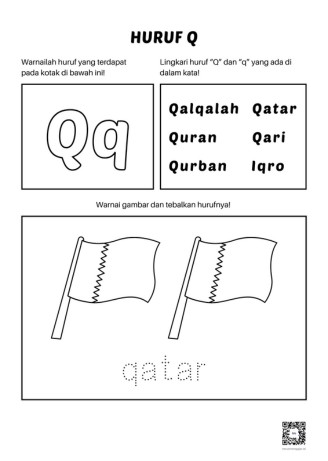 HURUF Q
Warnailah huruf yang terdapat
pada kotak di bawah ini!
Lingkari huruf "Q" dan "q" yang ada di
dalam kata!
Qq
Qalqalah Qatar
Quran Qari
Qurban Iqro
Warnai gambar dan tebalkan hurufnya!
qatar